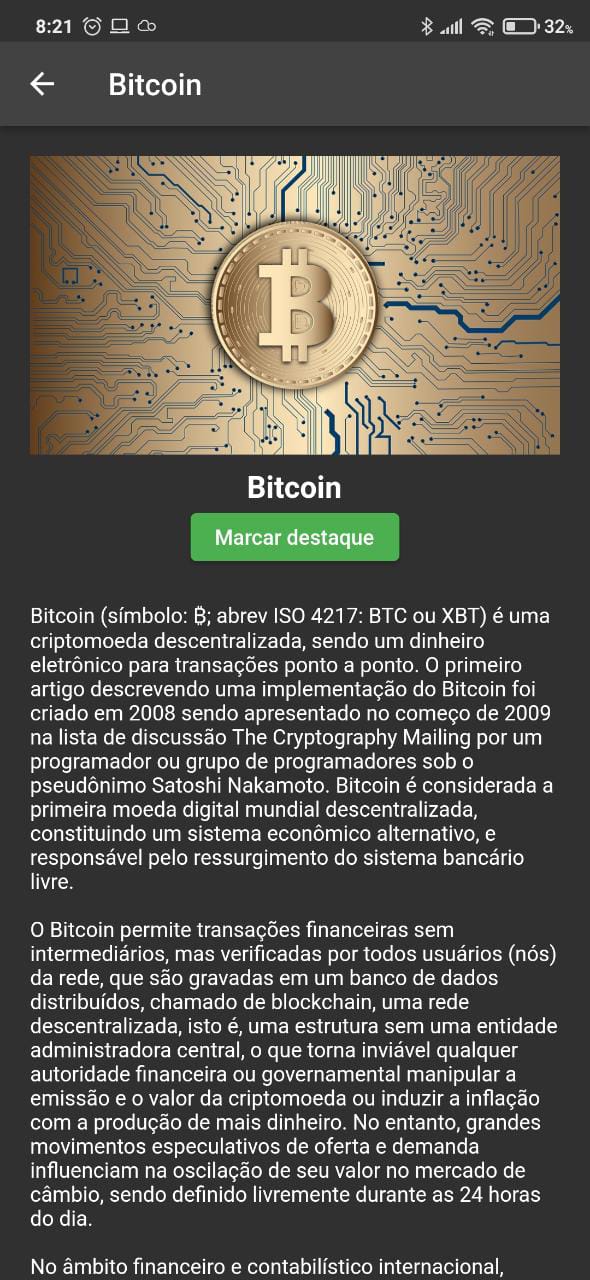 8:21
32%
Bitcoin
Bitcoin
Marcar destaque
Bitcoin (símbolo: ₿; abrev ISO 4217: BTC ou XBT) é uma
criptomoeda descentralizada, sendo um dinheiro
eletrônico para transações ponto a ponto. O primeiro
artigo descrevendo uma implementação do Bitcoin foi
criado em 2008 sendo apresentado no começo de 2009
na lista de discussão The Cryptography Mailing por um
programador ou grupo de programadores sob o
pseudônimo Satoshi Nakamoto. Bitcoin é considerada a
primeira moeda digital mundial descentralizada,
constituindo um sistema econômico alternativo, e
responsável pelo ressurgimento do sistema bancário
livre.
O Bitcoin permite transações financeiras sem
intermediários, mas verificadas por todos usuários (nós)
da rede, que são gravadas em um banco de dados
distribuídos, chamado de blockchain, uma rede
descentralizada, isto é, uma estrutura sem uma entidade
administradora central, o que torna inviável qualquer
autoridade financeira ou governamental manipular a
emissão e o valor da criptomoeda ou induzir a inflação
com a produção de mais dinheiro. No entanto, grandes
movimentos especulativos de oferta e demanda
influenciam na oscilação de seu valor no mercado de
câmbio, sendo definido livremente durante as 24 horas
do dia.
No âmbito financeiro e contabilístico internacional,